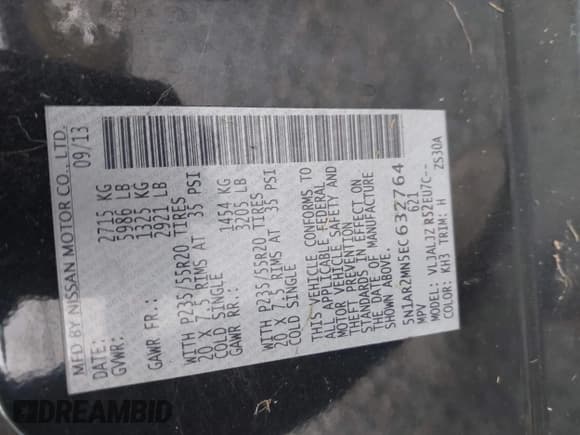 MFD BY NISSAN MOTOR CO., LTD.
DATE: 09/13
GVWR: 2715 KG
5986 LB
GAWR FR.: 1325 KG
2921 LB
WITH P235/55R20 TIRES
20 X 7.5 RIMS AT 35 PSI
COLD SINGLE
GAWR RR.: 1454 KG
3205 LB
WITH P235/55R20 TIRES
20 X 7.5 RIMS AT 35 PSI
COLD SINGLE
THIS VEHICLE CONFORMS TO
ALL APPLICABLE FEDERAL
MOTOR VEHICLE SAFETY AND
THEFT PREVENTION
STANDARDS IN EFFECT ON
THE DATE OF MANUFACTURE
SHOWN ABOVE.
5N1AR2MN5EC632764
MPV 621
MODEL: VL3ALJZ B52EU7C--
COLOR: KH3 TRIM: H ZS30A
DREAMBID